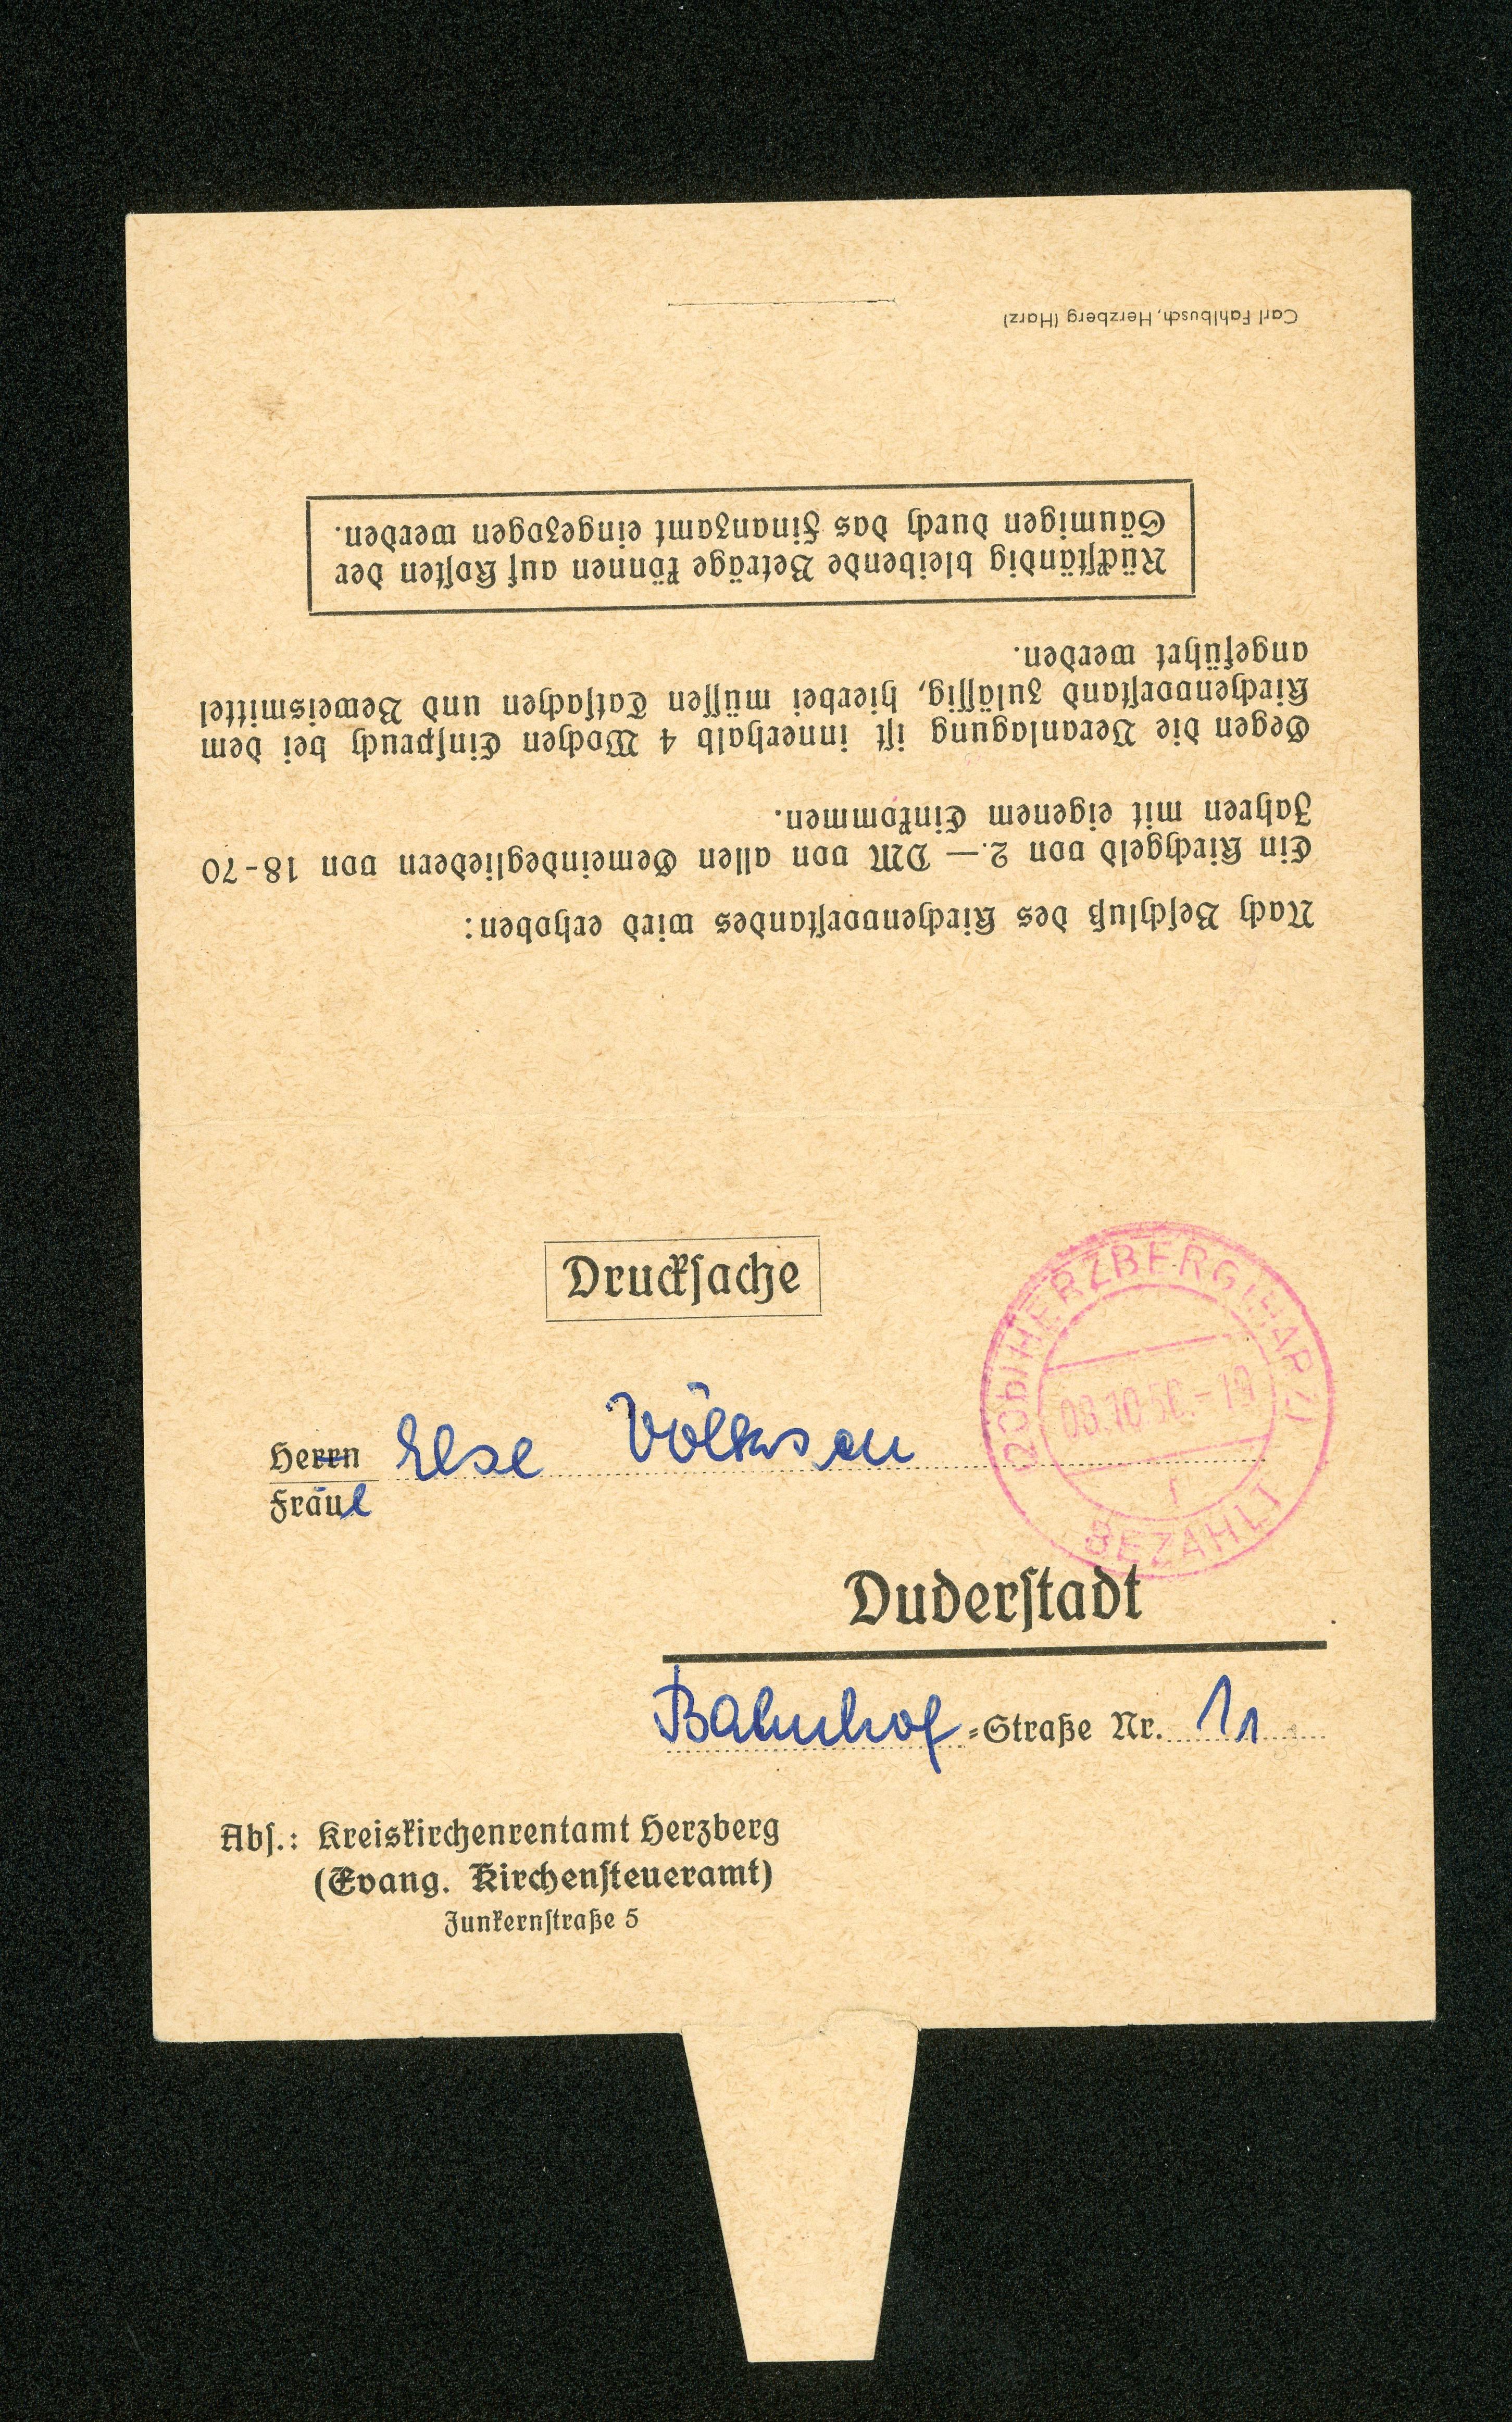 Nach Beschluß des Kirchenvorstandes wird erhoben:
Ein Kirchgeld von 2.— DM von allen Gemeindegliedern von 18-70
Jahren mit eigenem Einkommen.
Gegen die Veranlagung ist innerhalb 4 Wochen Einspruch bei dem
Kirchenvorstand zulässig, hierbei müssen Tatsachen und Beweismittel
angeführt werden.
Rückständig bleibende Beträge können auf Kosten der
Säumigen durch das Finanzamt eingezogen werden.
Carl Fahlbusch, Herzberg (Harz)
Drucksache
HERZBERG (HARZ)
BEZAHLT
Herrn Else Völksen
Fräul
Duderstadt
Bahnhof-Straße Nr. 11
Abs.: Kreiskirchenrentamt Herzberg
(Evang. Kirchensteueramt)
Junkernstraße 5